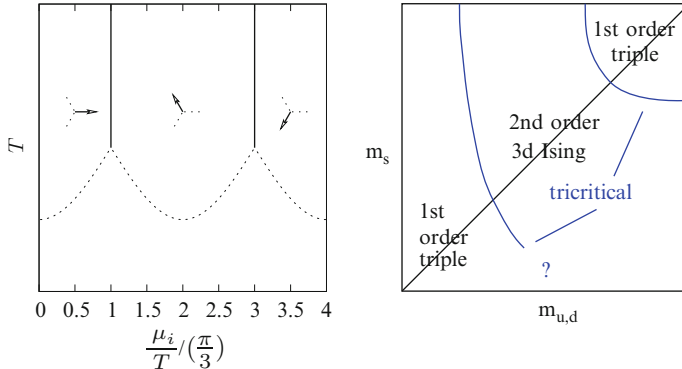 T
0 0.5 1 1.5 2 2.5 3 3.5 4
μ_i/T /(π/3)
m_s
1st order
triple
2nd order
3d Ising
tricritical
1st
order
triple
?
m_{u,d}